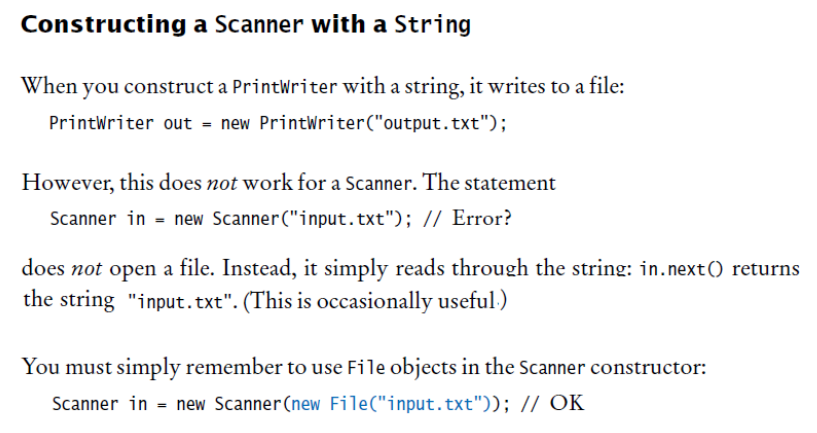 Constructing a Scanner with a String
When you construct a PrintWriter with a string, it writes to a file:
PrintWriter out = new PrintWriter("output.txt");
However, this does not work for a Scanner. The statement
Scanner in = new Scanner("input.txt"); // Error?
does not open a file. Instead, it simply reads through the string: in.next() returns
the string "input.txt". (This is occasionally useful.)
You must simply remember to use File objects in the Scanner constructor:
Scanner in = new Scanner(new File("input.txt")); // OK